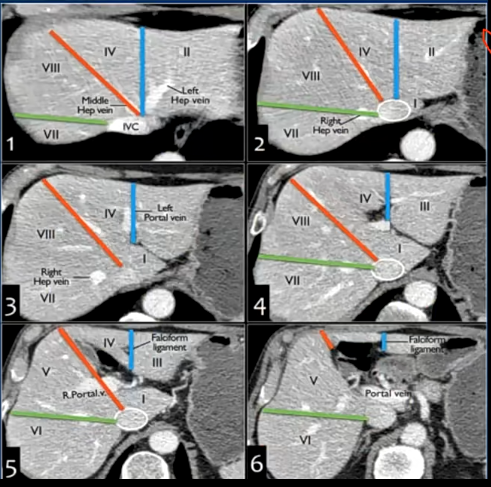 IV
II
VIII
Middle
Hep vein
Left
Hep vein
IVC
VII
1
IV
II
VIII
I
Right
Hep vein
VII
2
IV
Left
Portal vein
VIII
I
Right
Hep vein
VII
3
IV
III
VIII
I
VII
4
IV
Falciform
ligament
III
V
R.Portal.v.
I
VI
5
Falciform
ligament
V
Portal vein
VI
6